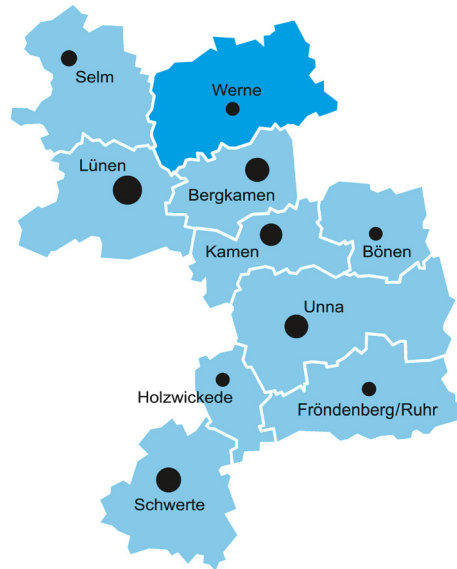 Selm
Werne
Lünen
Bergkamen
Kamen
Bönen
Unna
Holzwickede
Fröndenberg/Ruhr
Schwerte